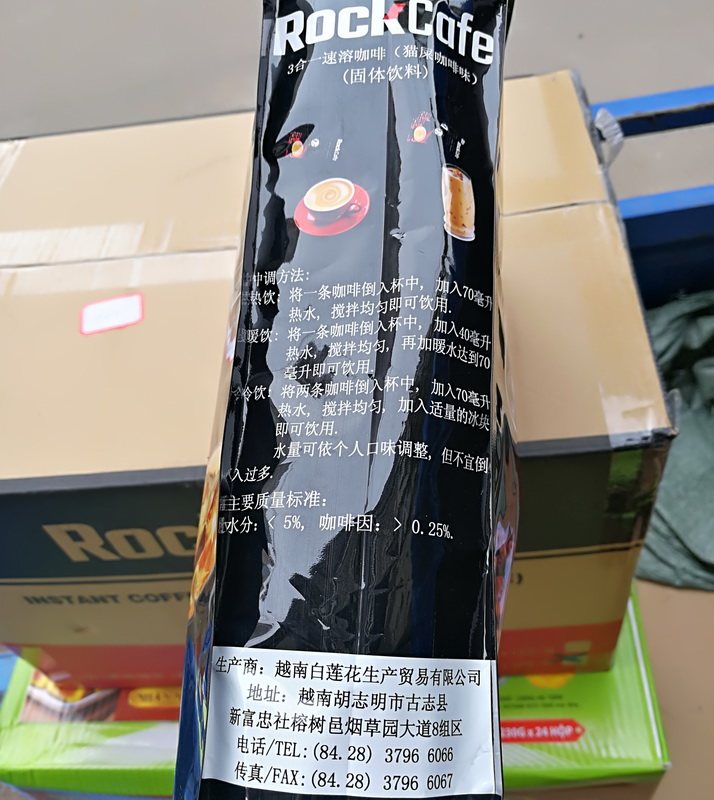 RockCafe
3合一速溶咖啡（猫屎咖啡味）
（固体饮料）
冲调方法：
热饮：将一条咖啡倒入杯中，加入70毫升
热水，搅拌均匀即可饮用.
暖饮：将一条咖啡倒入杯中，加入40毫升
热水，搅拌均匀，再加暖水达到70
毫升即可饮用.
冷饮：将两条咖啡倒入杯中，加入70毫升
热水，搅拌均匀，加入适量的冰块
即可饮用.
水量可依个人口味调整，但不宜倒
入过多.
主要质量标准：
水分：< 5%, 咖啡因：> 0.25%.
生产商：越南白莲花生产贸易有限公司
地址：越南胡志明市古志县
新富忠社榕树邑烟草园大道8组区
电话/TEL:(84.28) 3796 6066
传真/FAX:(84.28) 3796 6067
Roc
INSTANT COFFE
230G x 24 HỘP